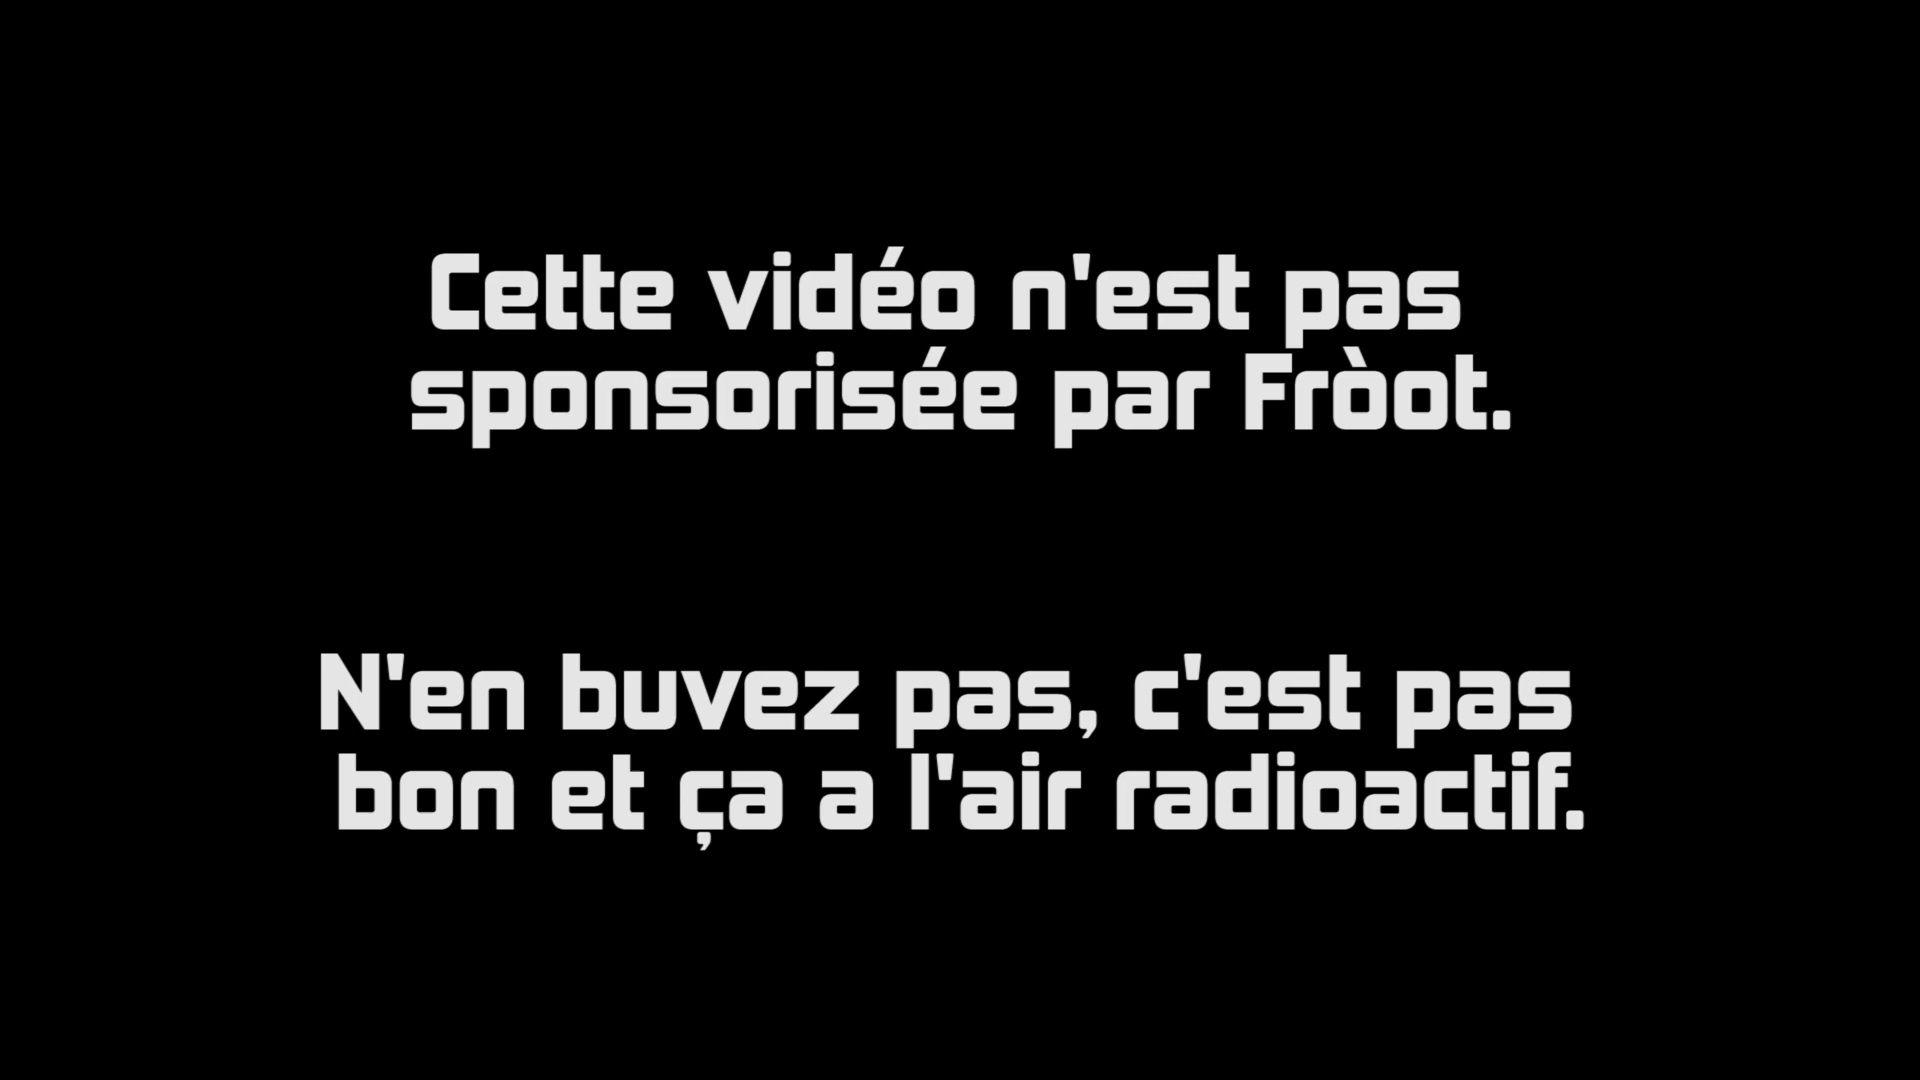 Cette vidéo n'est pas
sponsorisée par Fròot.
N'en buvez pas, c'est pas
bon et ça a l'air radioactif.